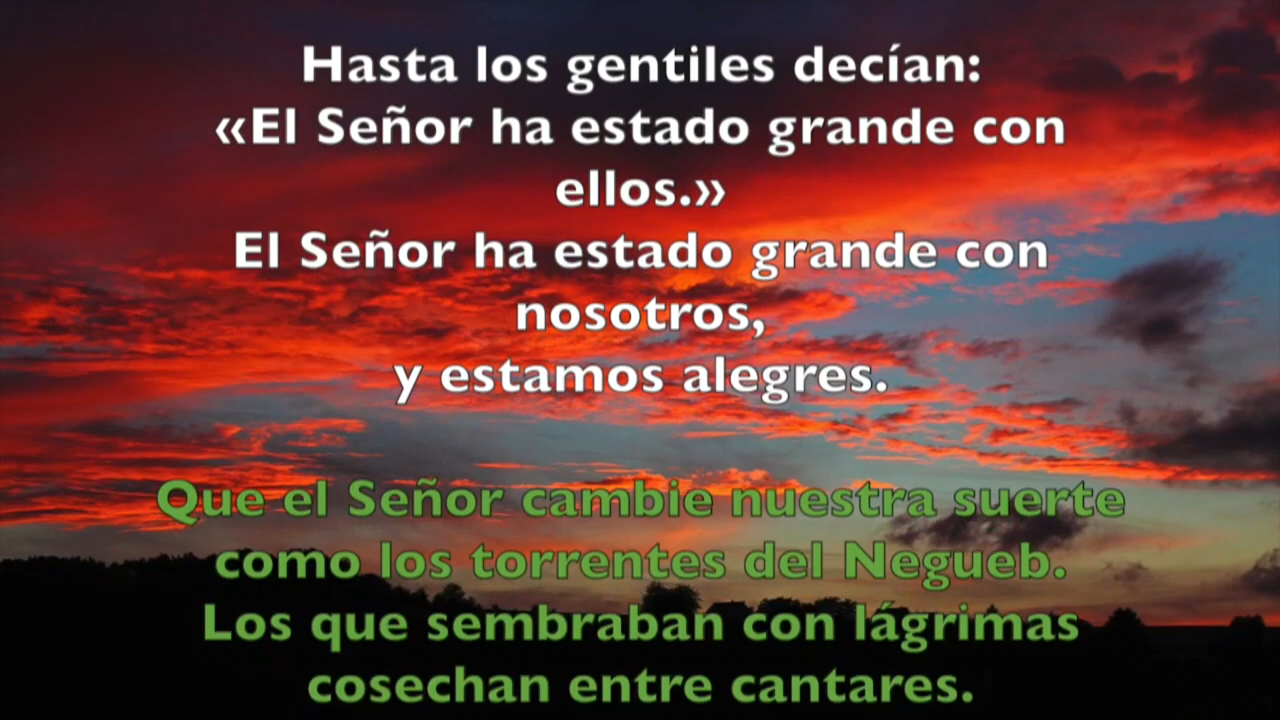 Hasta los gentiles decían:
«El Señor ha estado grande con
ellos.»
El Señor ha estado grande con
nosotros,
y estamos alegres.
Que el Señor cambie nuestra suerte
como los torrentes del Negueb.
Los que sembraban con lágrimas
cosechan entre cantares.